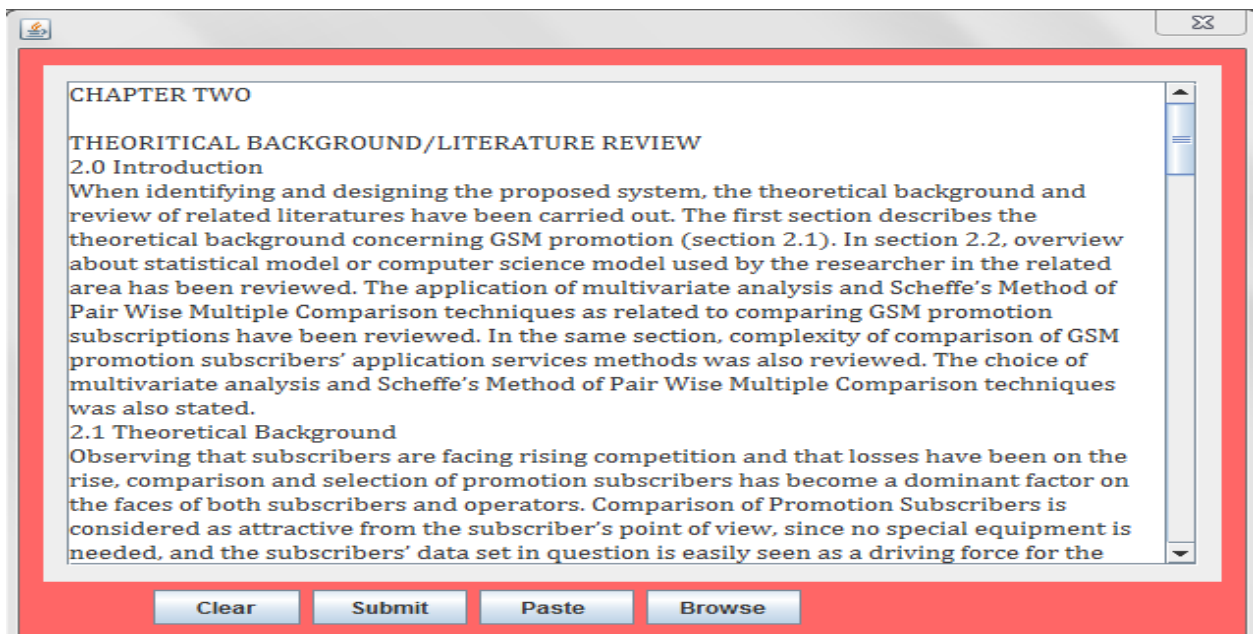 CHAPTER TWO
THEORITICAL BACKGROUND/LITERATURE REVIEW
2.0 Introduction
When identifying and designing the proposed system, the theoretical background and
review of related literatures have been carried out. The first section describes the
theoretical background concerning GSM promotion (section 2.1). In section 2.2, overview
about statistical model or computer science model used by the researcher in the related
area has been reviewed. The application of multivariate analysis and Scheffe's Method of
Pair Wise Multiple Comparison techniques as related to comparing GSM promotion
subscriptions have been reviewed. In the same section, complexity of comparison of GSM
promotion subscribers' application services methods was also reviewed. The choice of
multivariate analysis and Scheffe's Method of Pair Wise Multiple Comparison techniques
was also stated.
2.1 Theoretical Background
Observing that subscribers are facing rising competition and that losses have been on the
rise, comparison and selection of promotion subscribers has become a dominant factor on
the faces of both subscribers and operators. Comparison of Promotion Subscribers is
considered as attractive from the subscriber's point of view, since no special equipment is
needed, and the subscribers' data set in question is easily seen as a driving force for the
Clear Submit Paste Browse